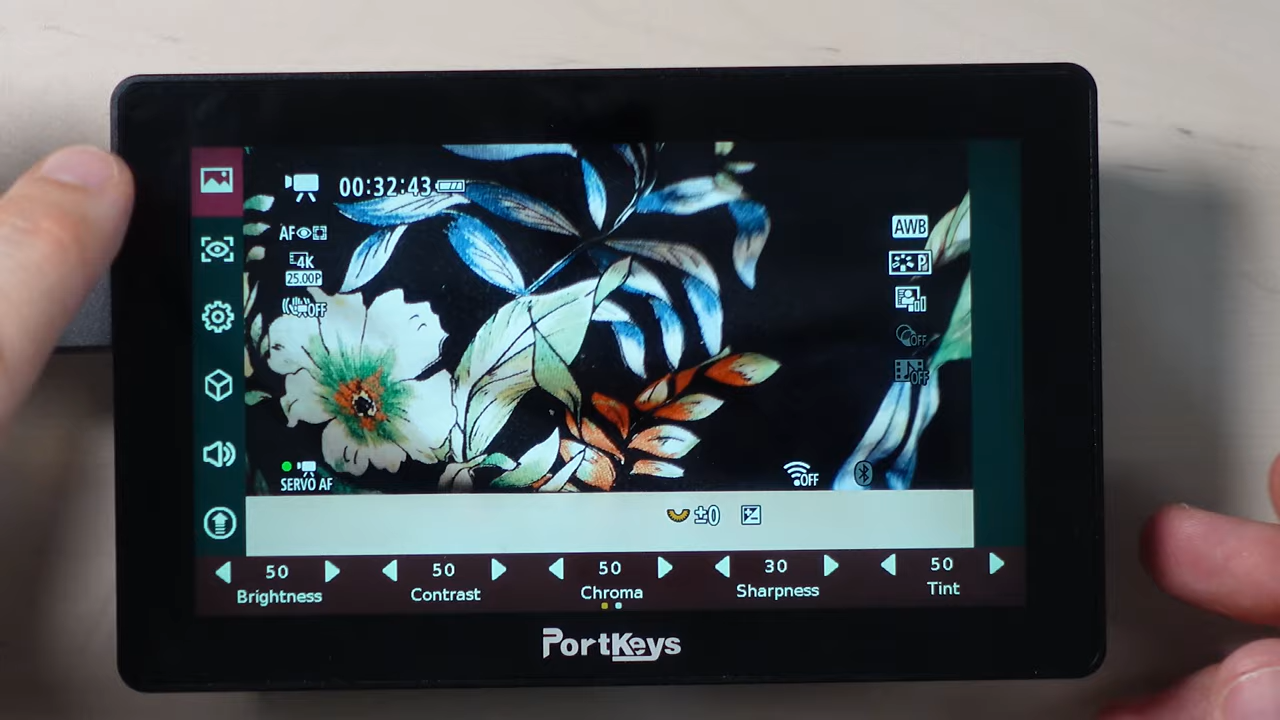 00:32:43
AF
4K
25.00P
OFF
AWB
P
OFF
OFF
SERVO AF
OFF
±0
50
50
50
30
50
Brightness
Contrast
Chroma
Sharpness
Tint
PortKeys